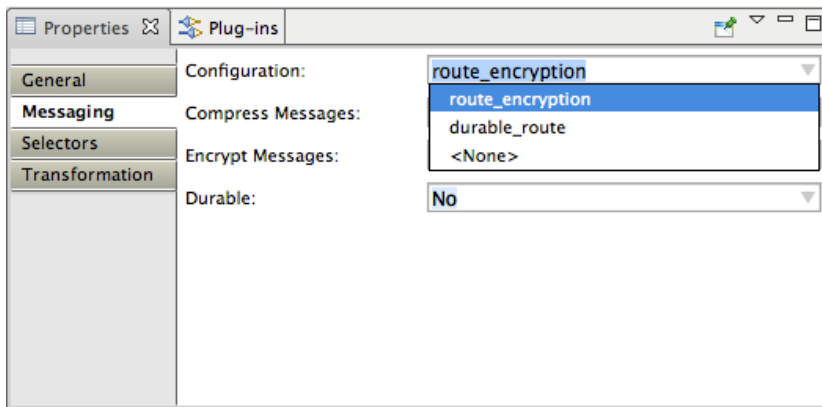 Properties
Plug-ins
General
Messaging
Selectors
Transformation
Configuration:
route_encryption
route_encryption
durable_route
<None>
Compress Messages:
Encrypt Messages:
Durable:
No